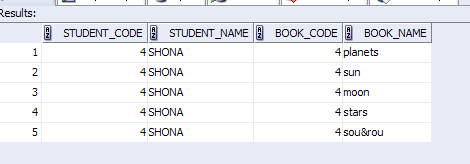 Results:
STUDENT_CODE STUDENT_NAME BOOK_CODE BOOK_NAME
1 4 SHONA 4 planets
2 4 SHONA 4 sun
3 4 SHONA 4 moon
4 4 SHONA 4 stars
5 4 SHONA 4 sou&rou